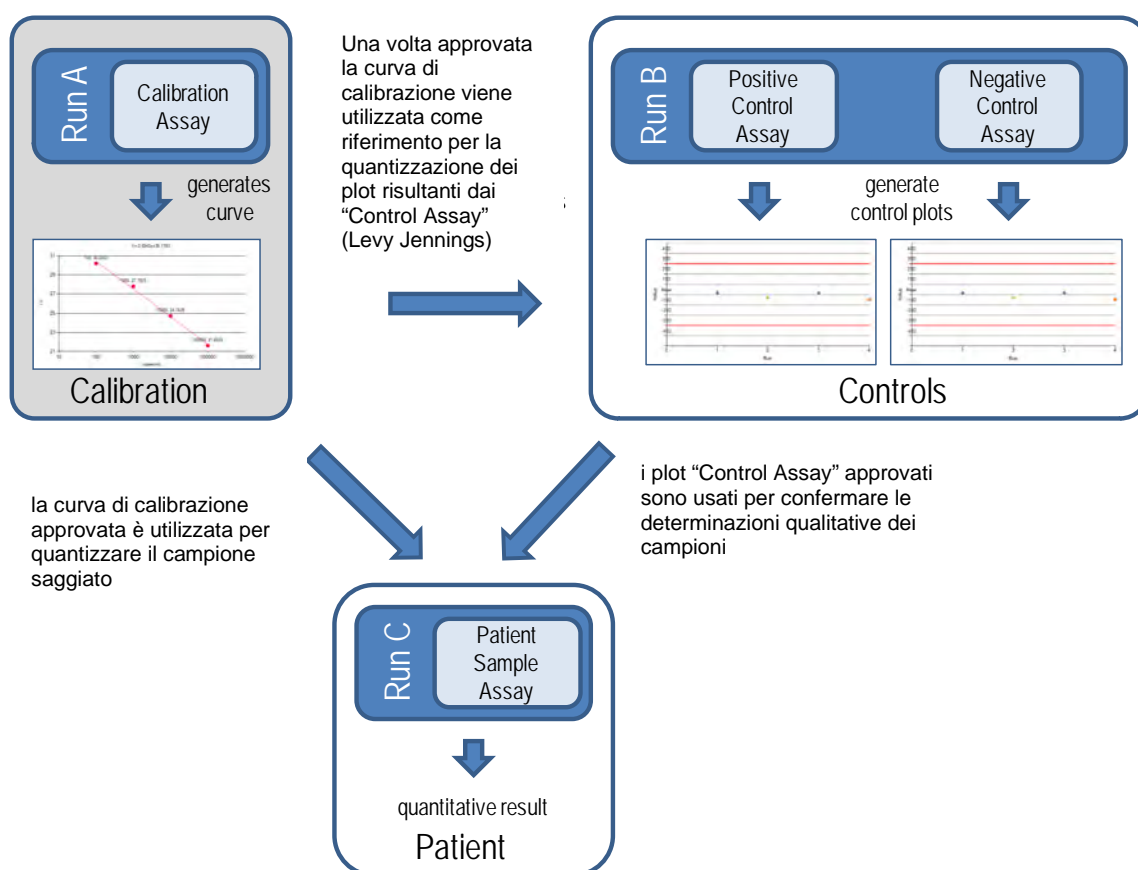 Run A
Calibration
Assay
generates
curve
Calibration
Una volta approvata
la curva di
calibrazione viene
utilizzata come
riferimento per la
quantizzazione dei
plot risultanti dai
“Control Assay”
(Levy Jennings)
Run B
Positive
Control
Assay
Negative
Control
Assay
generate
control plots
Controls
la curva di calibrazione
approvata è utilizzata per
quantizzare il campione
saggiato
i plot “Control Assay” approvati
sono usati per confermare le
determinazioni qualitative dei
campioni
Run C
Patient
Sample
Assay
quantitative result
Patient